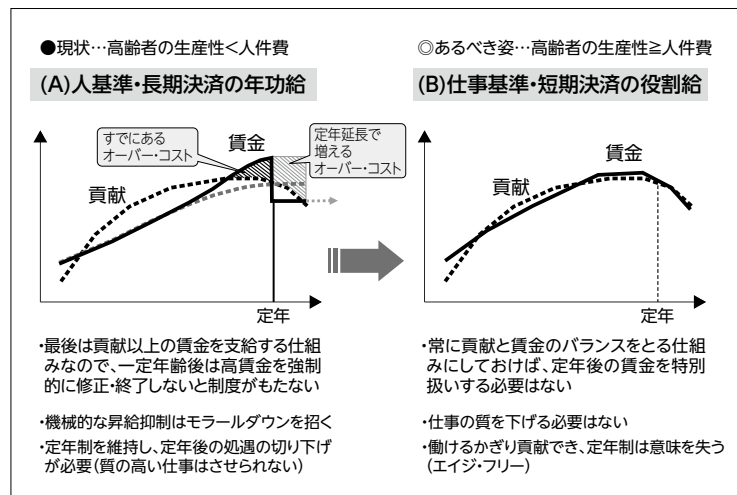 ●現状…高齢者の生産性<人件費
(A)人基準・長期決済の年功給
すでにある
オーバー・コスト
賃金
定年延長で
増える
オーバー・コスト
貢献
定年
・最後は貢献以上の賃金を支給する仕組
みなので、一定年齢後は高賃金を強制
的に修正・終了しないと制度がもたない
・機械的な昇給抑制はモラールダウンを招く
・定年制を維持し、定年後の処遇の切り下げ
が必要(質の高い仕事はさせられない)
◎あるべき姿…高齢者の生産性≧人件費
(B)仕事基準・短期決済の役割給
賃金
貢献
定年
・常に貢献と賃金のバランスをとる仕組
みにしておけば、定年後の賃金を特別
扱いする必要はない
・仕事の質を下げる必要はない
・働けるかぎり貢献でき、定年制は意味を失う
(エイジ・フリー)